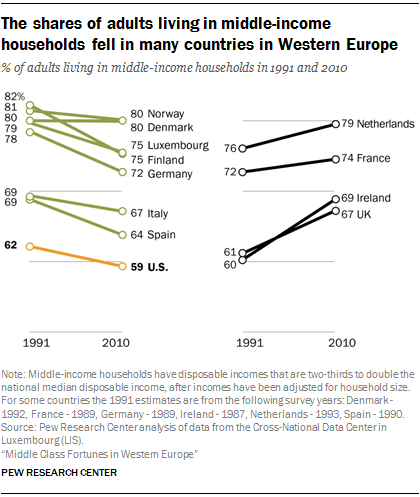 The shares of adults living in middle-income
households fell in many countries in Western Europe
% of adults living in middle-income households in 1991 and 2010
82%
81
80
79
78
80 Norway
80 Denmark
75 Luxembourg
75 Finland
72 Germany
69
69
67 Italy
64 Spain
62
59 U.S.
1991
2010
76
79 Netherlands
72
74 France
69 Ireland
67 UK
61
60
1991
2010
Note: Middle-income households have disposable incomes that are two-thirds to double the
national median disposable income, after incomes have been adjusted for household size.
For some countries the 1991 estimates are from the following survey years: Denmark -
1992, France - 1989, Germany - 1989, Ireland - 1987, Netherlands - 1993, Spain - 1990.
Source: Pew Research Center analysis of data from the Cross-National Data Center in
Luxembourg (LIS).
“Middle Class Fortunes in Western Europe”
PEW RESEARCH CENTER